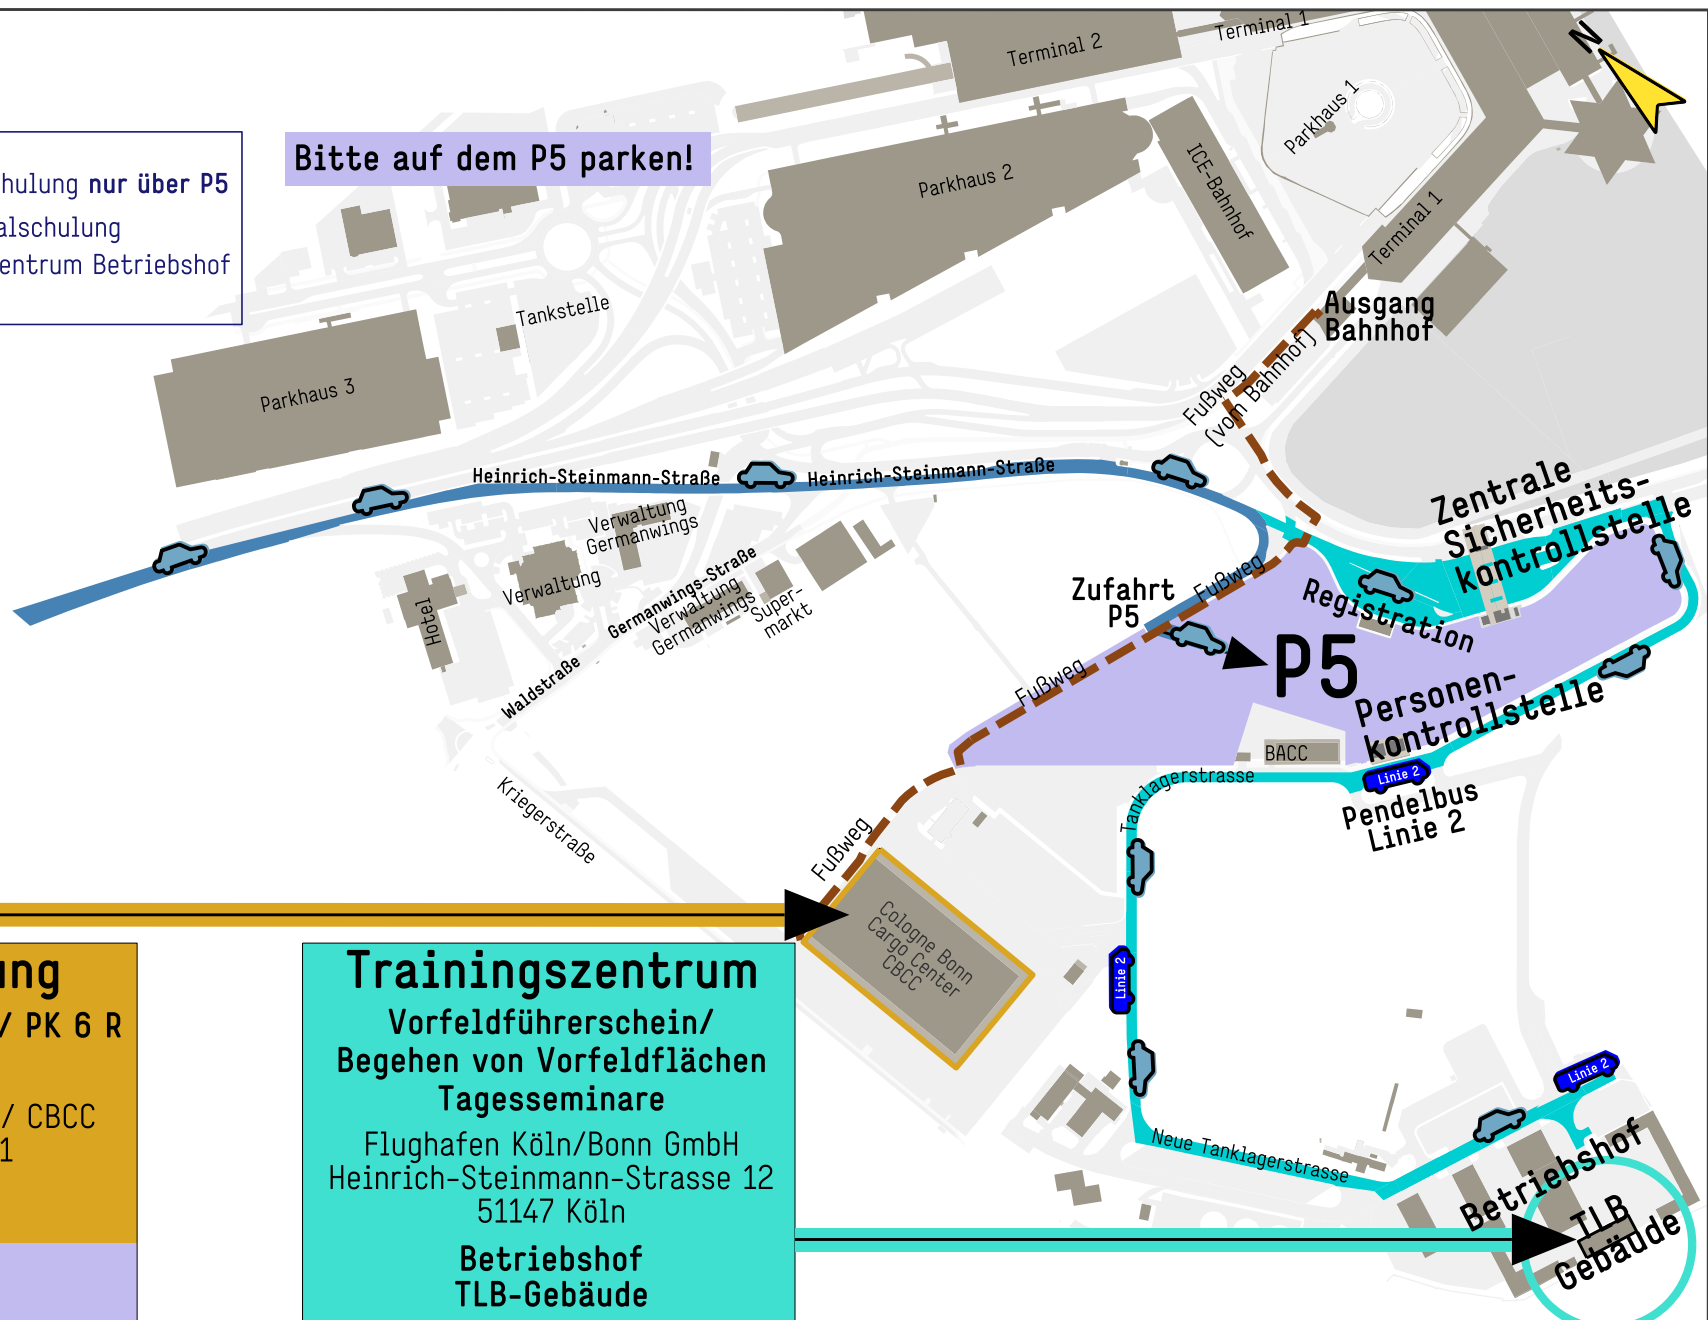 Terminal 1
Terminal 2
N
Parkhaus 1
Bitte auf dem P5 parken!
hulung nur über P5
alschulung
entrum Betriebshof
Parkhaus 2
ICE-Bahnhof
Terminal 1
Tankstelle
Ausgang
Bahnhof
Parkhaus 3
Fußweg
(vom Bahnhof)
Heinrich-Steinmann-Straße
Heinrich-Steinmann-Straße
Zentrale
Sicherheits-
kontrollstelle
Verwaltung
Germanwings
Verwaltung
Hotel
Germanwings-Straße
Verwaltung
Germanwings
Super-
markt
Zufahrt
P5
Fußweg
Registration
P5
Fußweg
Waldstraße
Personen-
kontrollstelle
BACC
Linie 2
Pendelbus
Linie 2
Tanklagerstrasse
Kriegerstraße
Fußweg
Cologne Bonn
Cargo Center
CBCC
Linie 2
ung
/ PK 6 R
/ CBCC
1
Trainingszentrum
Vorfeldführerschein/
Begehen von Vorfeldflächen
Tagesseminare
Flughafen Köln/Bonn GmbH
Heinrich-Steinmann-Strasse 12
51147 Köln
Betriebshof
TLB-Gebäude
Linie 2
Neue Tanklagerstrasse
Betriebshof
TLB
Gebäude